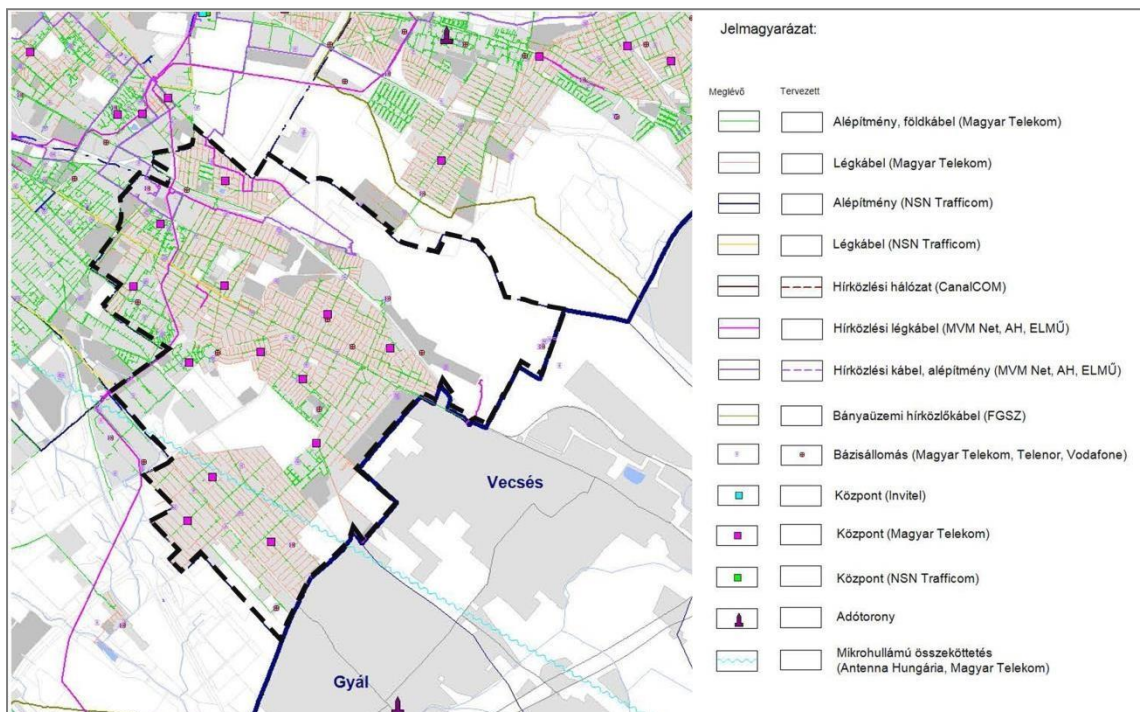 Jelmagyarázat:
Meglévő Tervezett
Alépítmény, földkábel (Magyar Telekom)
Légkábel (Magyar Telekom)
Alépítmény (NSN Trafficom)
Légkábel (NSN Trafficom)
Hírközlési hálózat (CanalCOM)
Hírközlési légkábel (MVM Net, AH, ELMŰ)
Hírközlési kábel, alépítmény (MVM Net, AH, ELMŰ)
Bányaüzemi hírközlőkábel (FGSZ)
Bázisállomás (Magyar Telekom, Telenor, Vodafone)
Központ (Invitel)
Központ (Magyar Telekom)
Központ (NSN Trafficom)
Adótorony
Mikrohullámú összeköttetés
(Antenna Hungária, Magyar Telekom)
Vecsés
Gyál